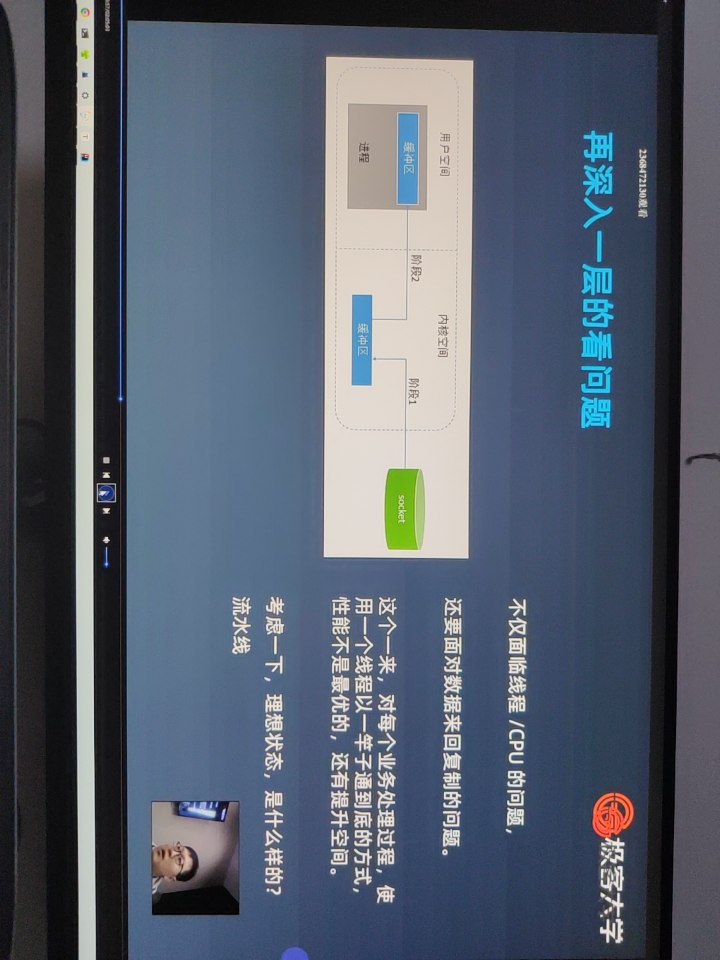 2368472130观看
再深入一层的看问题
极客大学
不仅面临线程 /CPU 的问题,
还要面对数据来回复制的问题。
这个一来，对每个业务处理过程，使
用一个线程以一竿子通到底的方式，
性能不是最优的，还有提升空间。
考虑一下，理想状态，是什么样的？
流水线
用户空间
内核空间
缓冲区
阶段2
阶段1
socket
进程
缓冲区